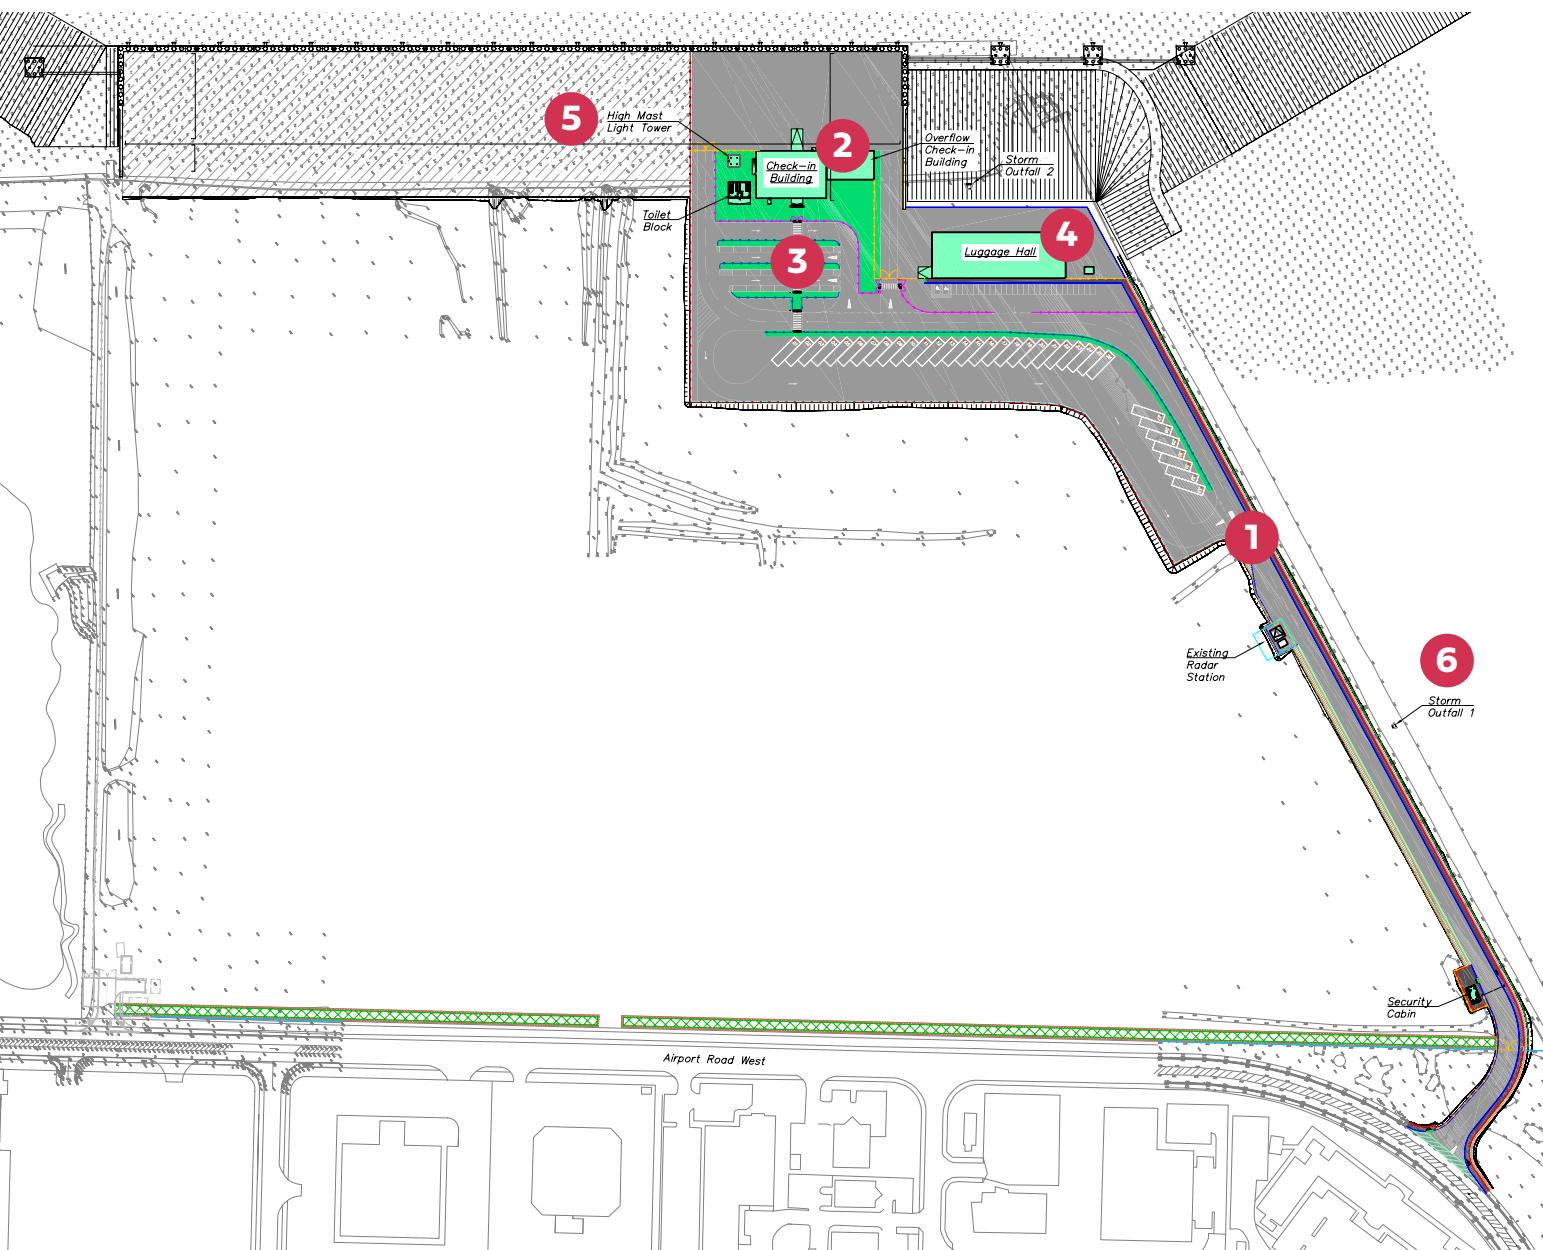 5
High Mast
Light Tower
2
Overflow
Check-in
Building
Storm
Outfall 2
Check-in
Building
Toilet
Block
3
4
Luggage Hall
1
Existing
Radar
Station
6
Storm
Outfall 1
Security
Cabin
Airport Road West